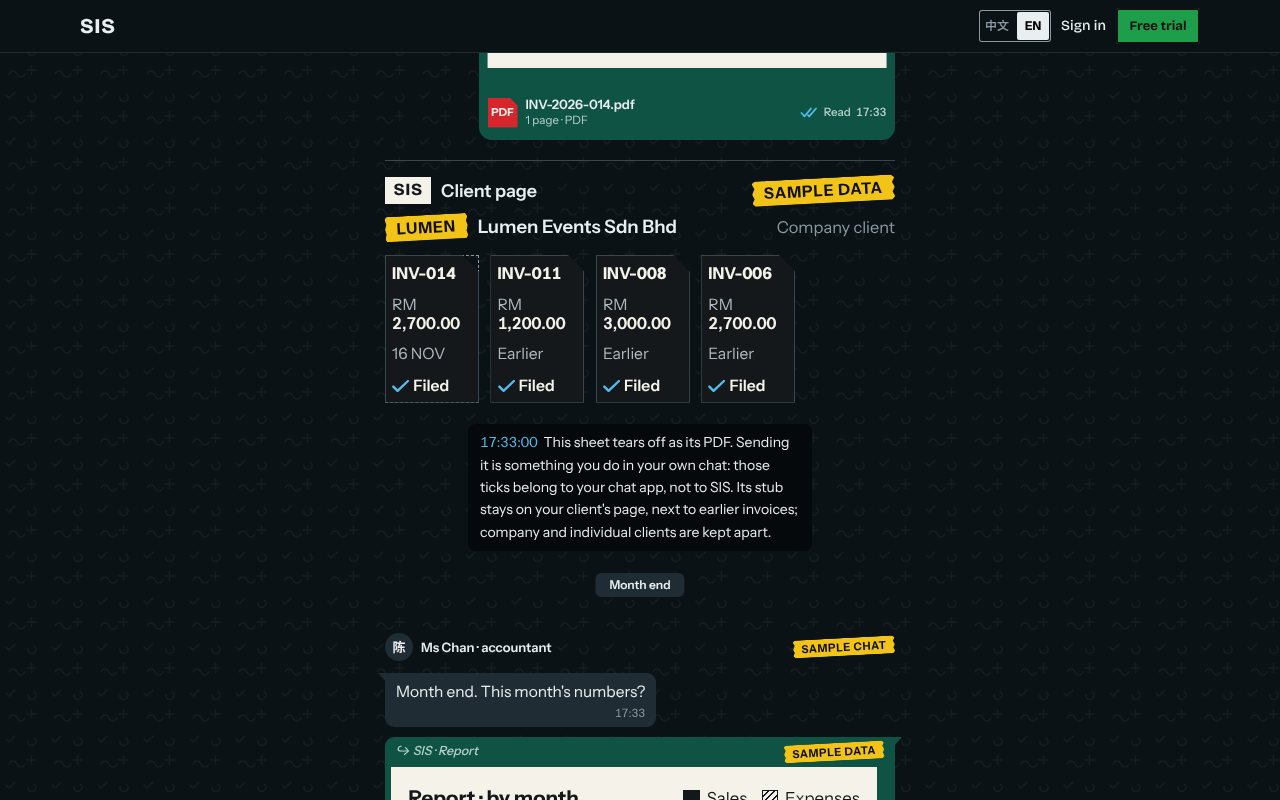 SIS
中文 EN Sign in Free trial
PDF INV-2026-014.pdf
1 page · PDF
Read 17:33
SIS Client page SAMPLE DATA
LUMEN Lumen Events Sdn Bhd Company client
INV-014 INV-011 INV-008 INV-006
RM RM RM RM
2,700.00 1,200.00 3,000.00 2,700.00
16 NOV Earlier Earlier Earlier
Filed Filed Filed Filed
17:33:00 This sheet tears off as its PDF. Sending
it is something you do in your own chat: those
ticks belong to your chat app, not to SIS. Its stub
stays on your client's page, next to earlier invoices;
company and individual clients are kept apart.
Month end
陈 Ms Chan · accountant SAMPLE CHAT
Month end. This month's numbers?
17:33
↪ SIS · Report SAMPLE DATA
Report · by month Sales Expenses